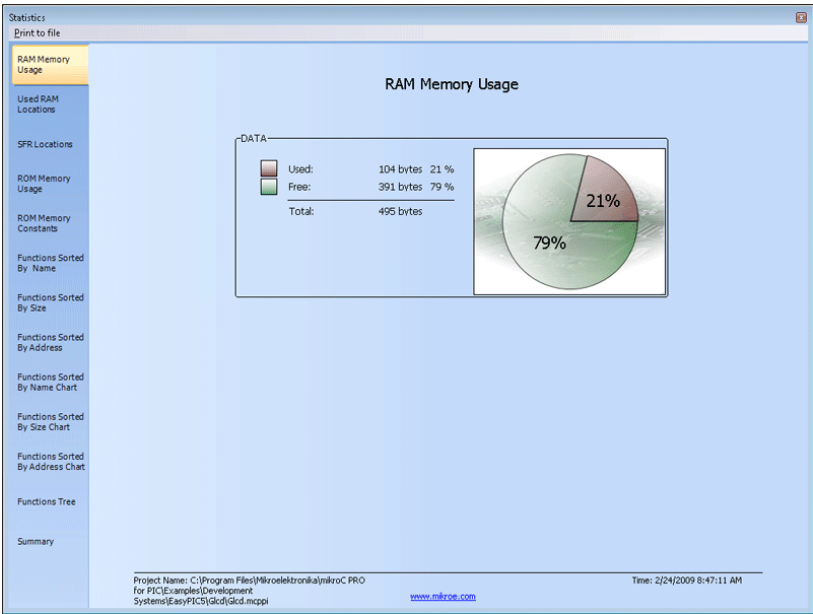 Statistics
Print to file
RAM Memory
Usage
Used RAM
Locations
SFR Locations
ROM Memory
Usage
ROM Memory
Constants
Functions Sorted
By Name
Functions Sorted
By Size
Functions Sorted
By Address
Functions Sorted
By Name Chart
Functions Sorted
By Size Chart
Functions Sorted
By Address Chart
Functions Tree
Summary
RAM Memory Usage
DATA
Used: 104 bytes 21 %
Free: 391 bytes 79 %
Total: 495 bytes
21%
79%
Project Name: C:\Program Files\Mikroelektronika\mikroC PRO
for PIC\Examples\Development
Systems\EasyPIC5\Glcd\Glcd.mcppi
www.mikroe.com
Time: 2/24/2009 8:47:11 AM